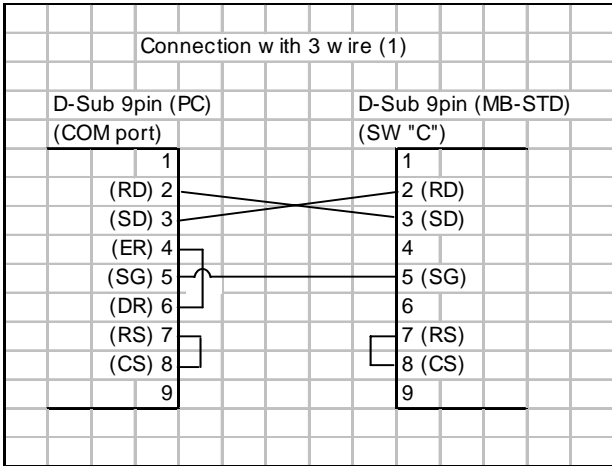 Connection with 3 wire (1)
D-Sub 9pin (PC)
(COM port)
1
(RD) 2
(SD) 3
(ER) 4
(SG) 5
(DR) 6
(RS) 7
(CS) 8
9
D-Sub 9pin (MB-STD)
(SW "C")
1
2 (RD)
3 (SD)
4
5 (SG)
6
7 (RS)
8 (CS)
9